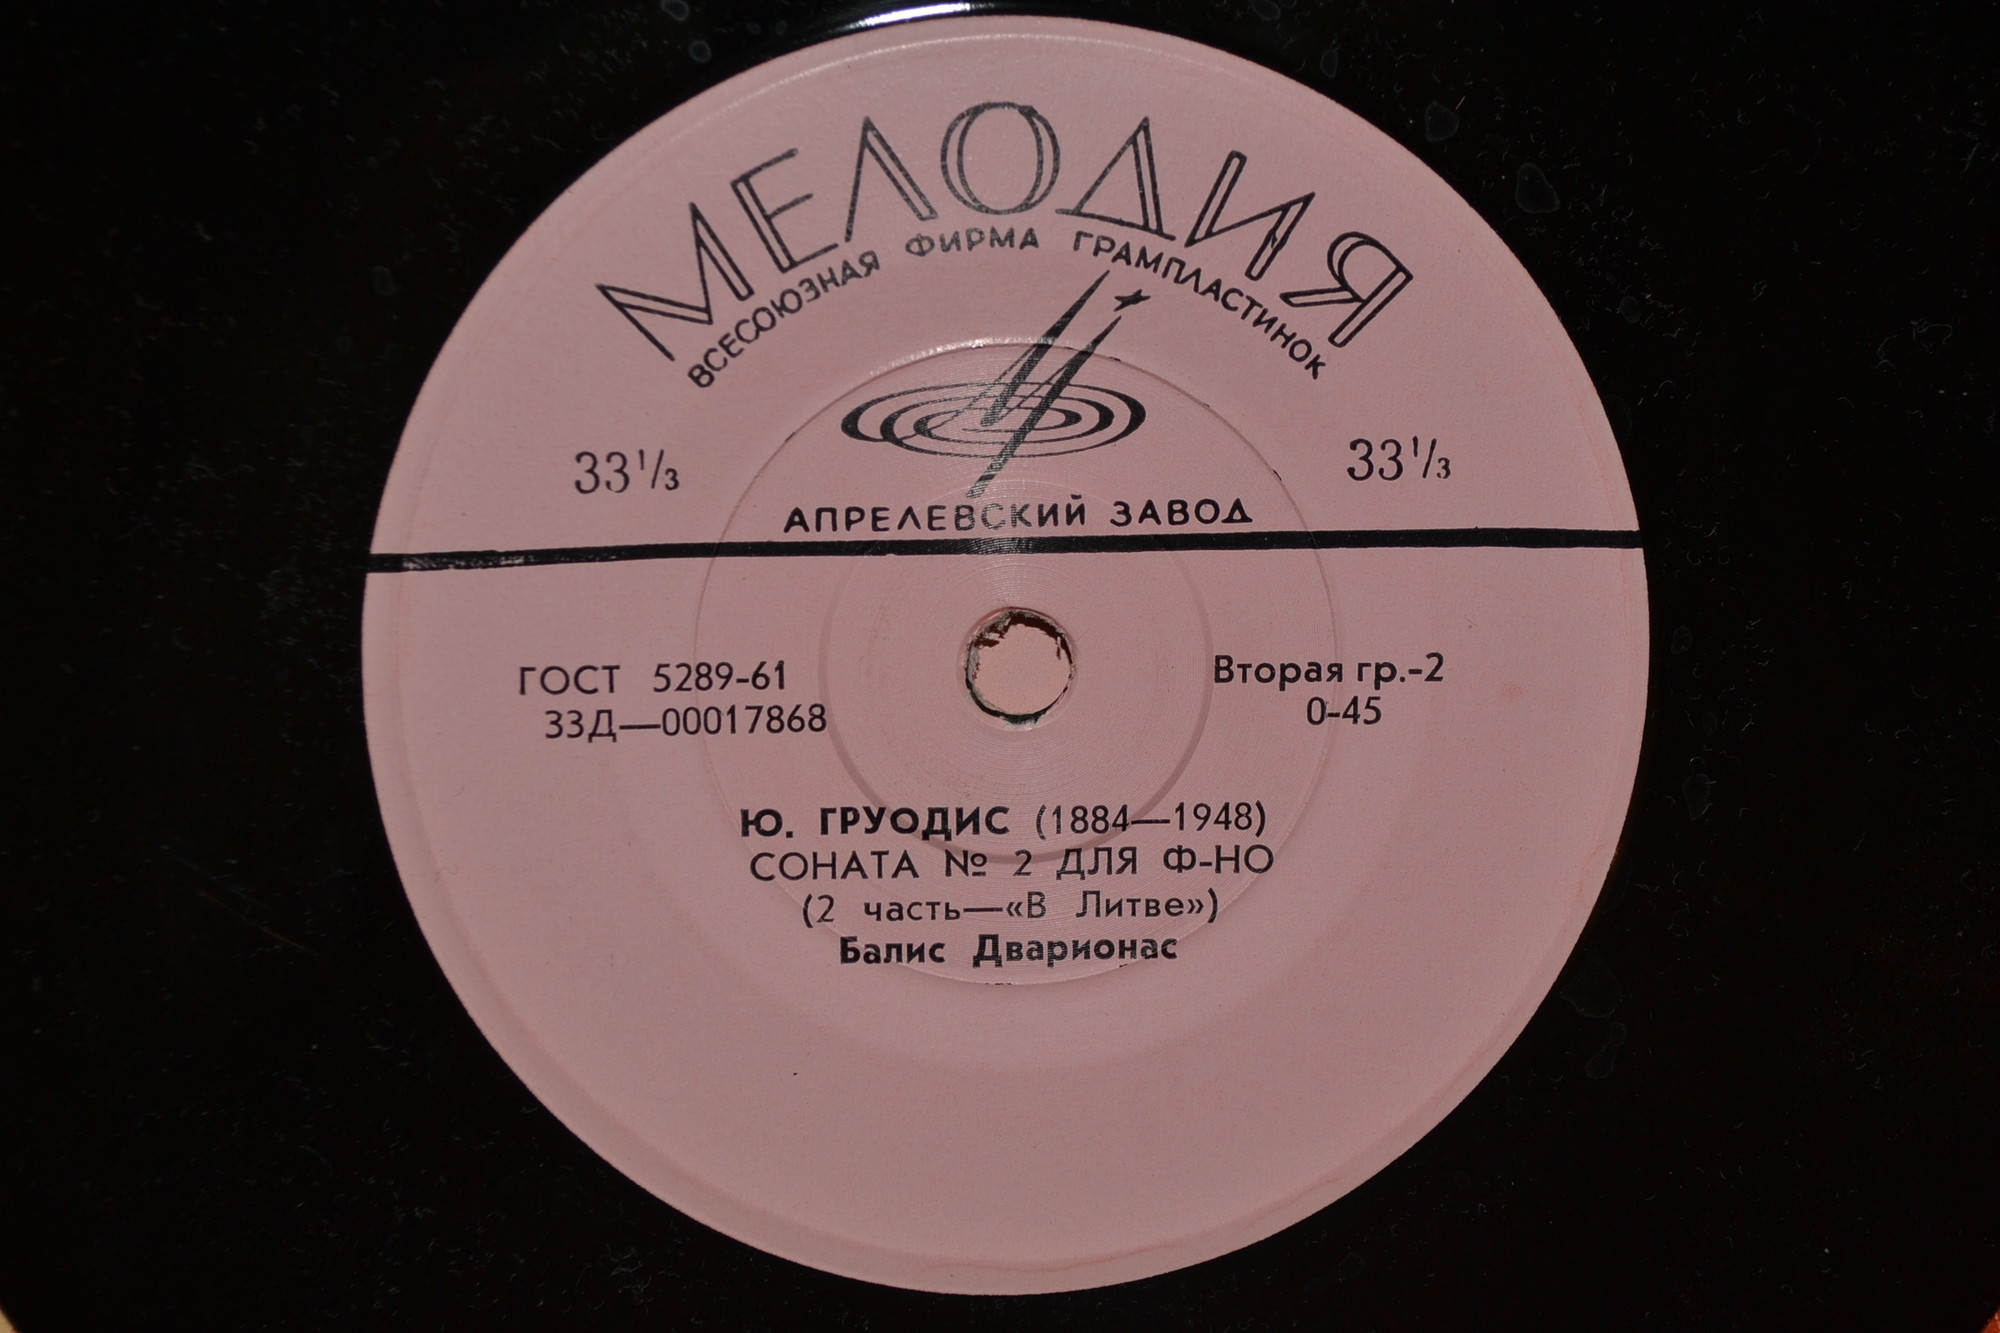 МЕЛОДИЯ
ВСЕСОЮЗНАЯ ФИРМА ГРАМПЛАСТИНОК
33⅓ 33⅓
АПРЕЛЕВСКИЙ ЗАВОД
ГОСТ 5289-61 Вторая гр.-2
33Д—00017868 0-45
Ю. ГРУОДИС (1884—1948)
СОНАТА № 2 ДЛЯ Ф-НО
(2 часть—«В Литве»)
Балис Дварионас